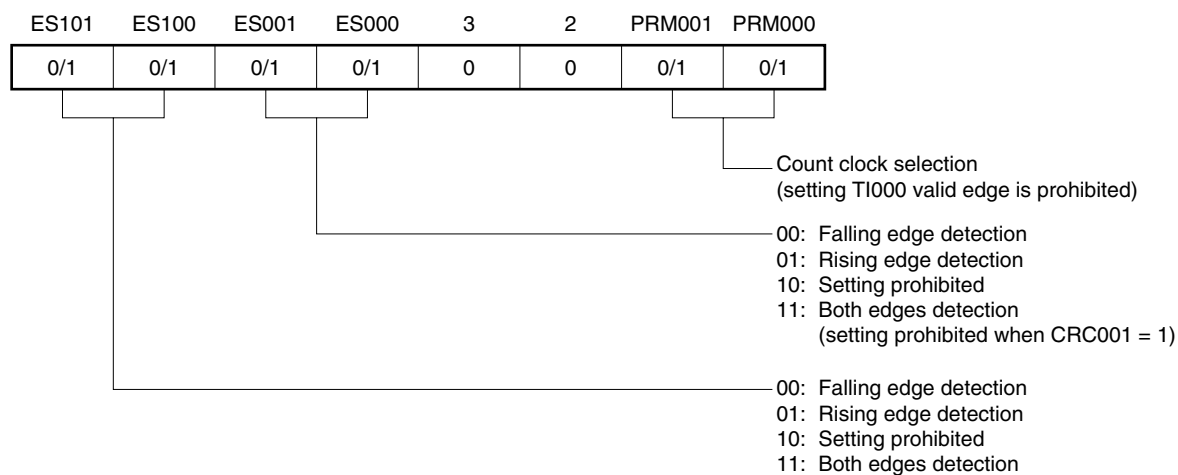 ES101 ES100 ES001 ES000 3 2 PRM001 PRM000
0/1 0/1 0/1 0/1 0 0 0/1 0/1
Count clock selection
(setting TI000 valid edge is prohibited)
00: Falling edge detection
01: Rising edge detection
10: Setting prohibited
11: Both edges detection
(setting prohibited when CRC001 = 1)
00: Falling edge detection
01: Rising edge detection
10: Setting prohibited
11: Both edges detection